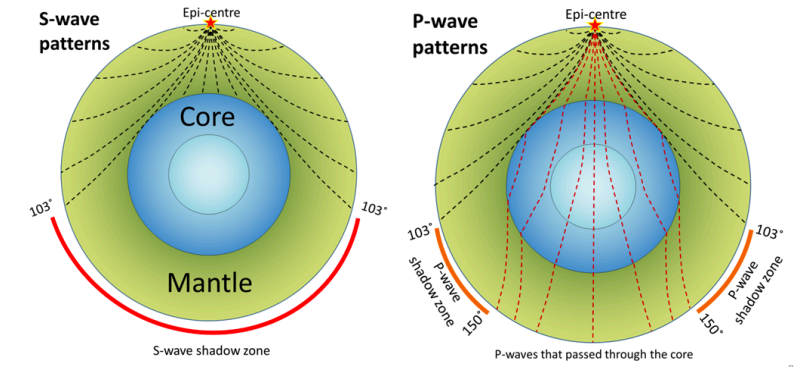 S-wave
patterns
Epi-centre
Core
Mantle
103°
103°
S-wave shadow zone
P-wave
patterns
Epi-centre
103°
103°
P-wave
shadow zone
P-wave
shadow zone
150°
150°
P-waves that passed through the core